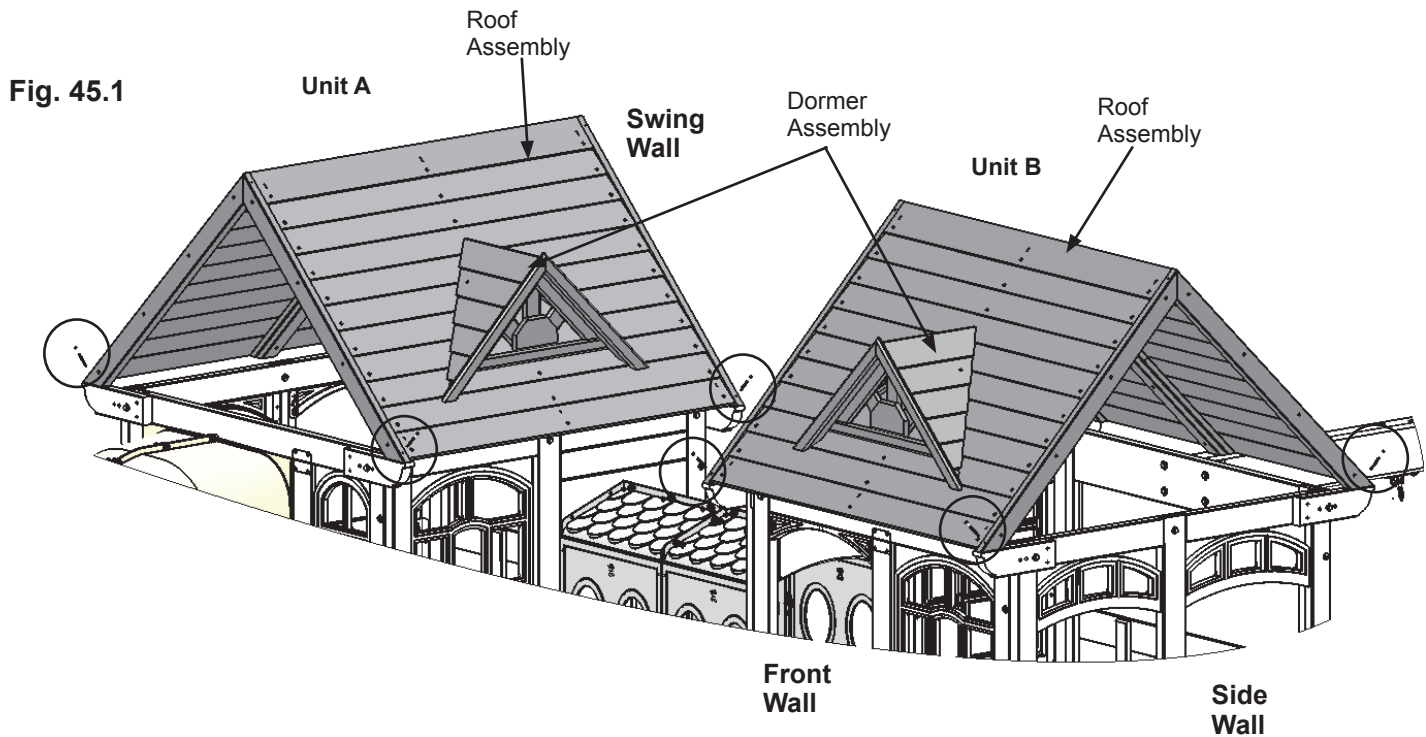 Roof
Assembly
Fig. 45.1
Unit A
Swing
Wall
Dormer
Assembly
Unit B
Roof
Assembly
Front
Wall
Side
Wall